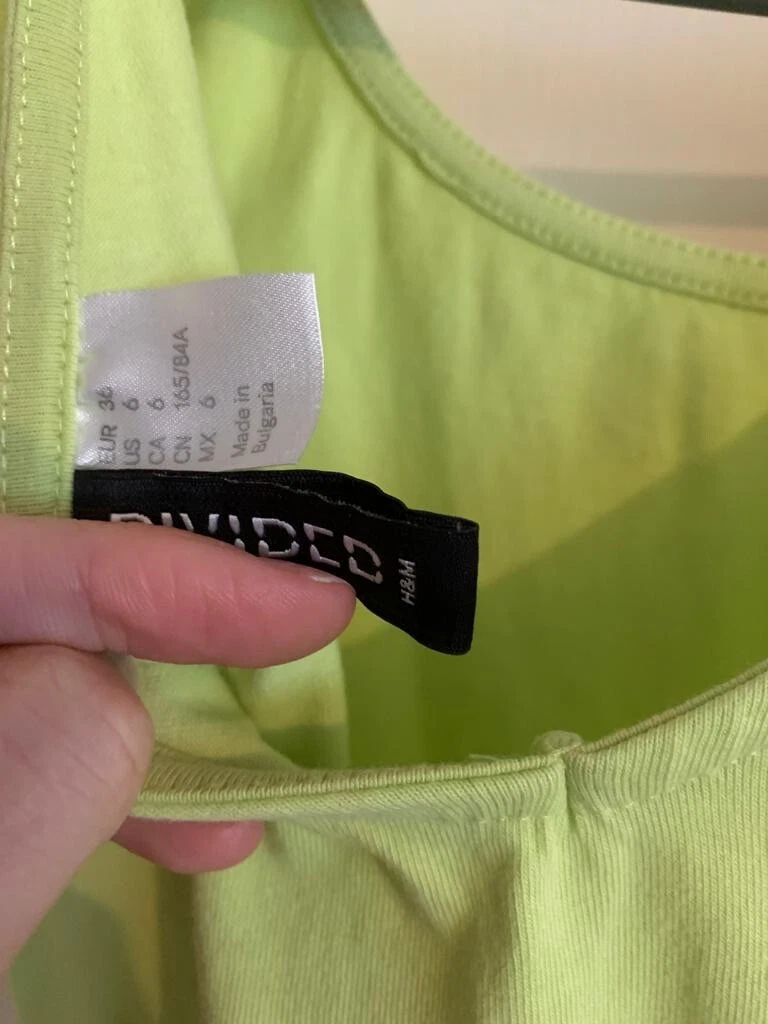 EUR 36
US 6
CA 6
CN 165/84A
MX 6
Made in
Bulgaria
DIVIDED
H&M